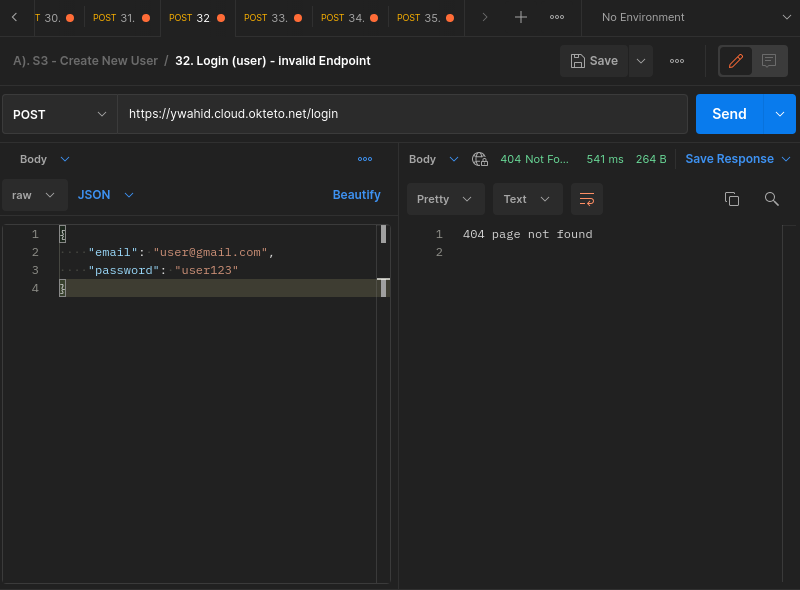 T 30.
POST 31.
POST 32
POST 33.
POST 34.
POST 35.
No Environment
A). S3 - Create New User / 32. Login (user) - invalid Endpoint
Save
POST
https://ywahid.cloud.okteto.net/login
Send
Body
Body
404 Not Fo...
541 ms
264 B
Save Response
raw
JSON
Beautify
Pretty
Text
1 {
2 "email": "user@gmail.com",
3 "password": "user123"
4 }
1 404 page not found
2